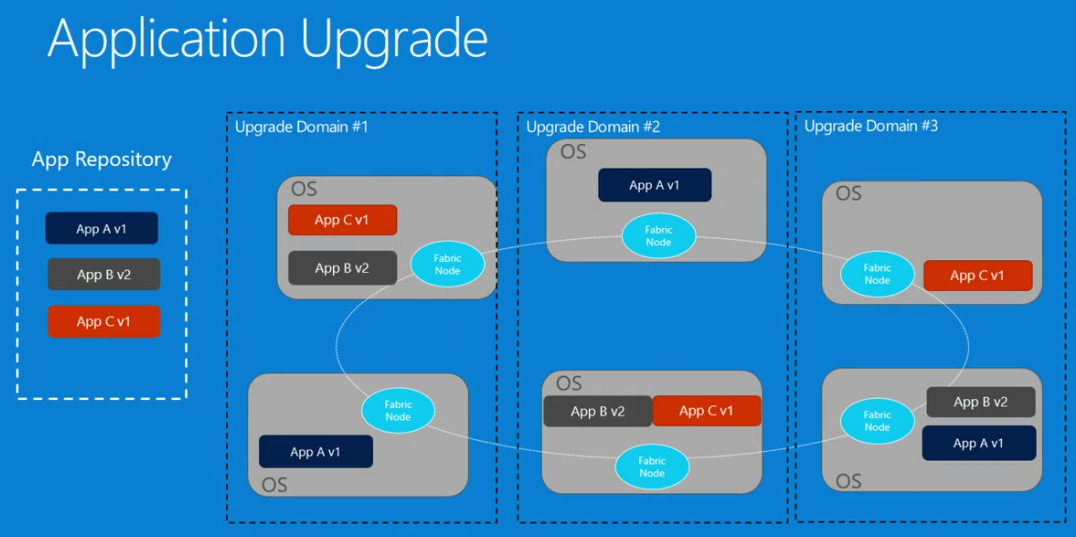 Application Upgrade
App Repository
App A v1
App B v2
App C v1
Upgrade Domain #1
OS
App C v1
App B v2
Fabric
Node
Fabric
Node
App A v1
OS
Upgrade Domain #2
OS
App A v1
Fabric
Node
OS
App B v2
App C v1
Fabric
Node
Upgrade Domain #3
OS
Fabric
Node
App C v1
App B v2
Fabric
Node
App A v1
OS